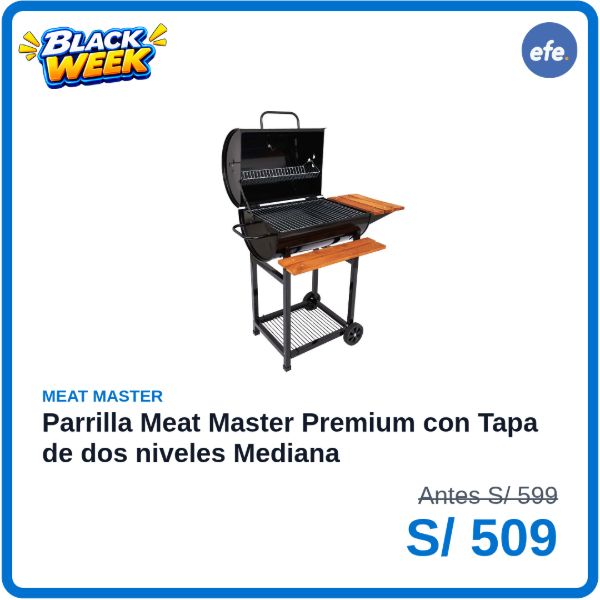 BLACK
WEEK
efe.
MEAT MASTER
Parrilla Meat Master Premium con Tapa
de dos niveles Mediana
Antes S/ 599
S/ 509